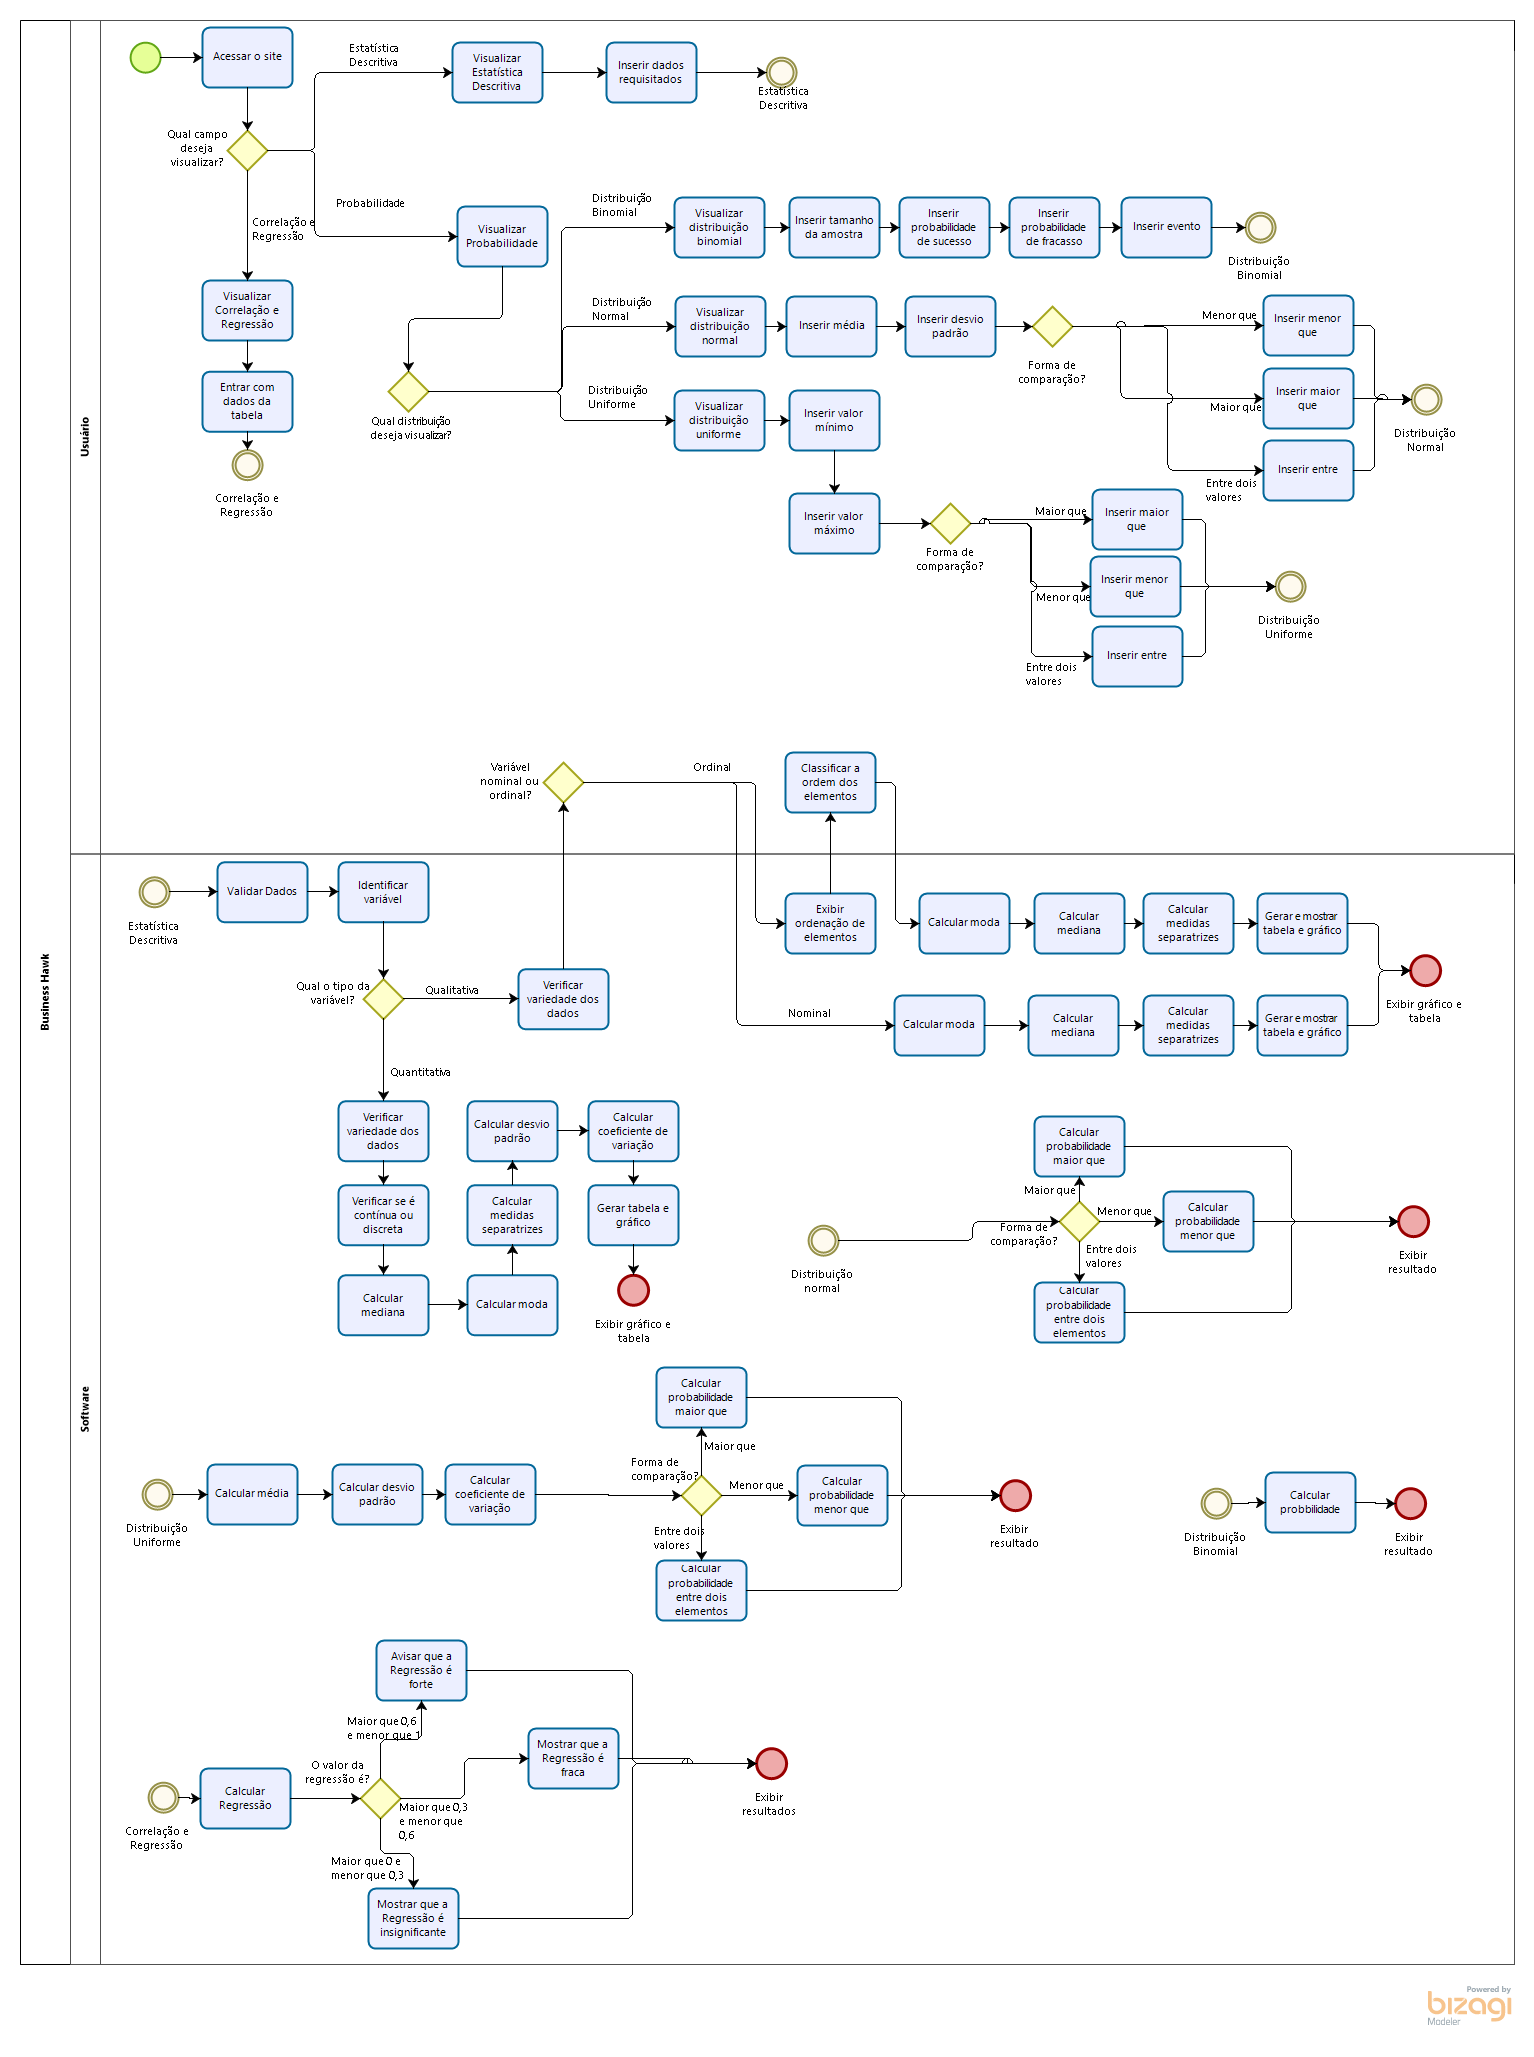 Business Hawk
Usuário
Acessar o site
Qual campo
deseja
visualizar?
Estatística
Descritiva
Visualizar
Estatística
Descritiva
Inserir dados
requisitados
Estatística
Descritiva
Probabilidade
Visualizar
Probabilidade
Correlação e
Regressão
Visualizar
Correlação e
Regressão
Entrar com
dados da
tabela
Correlação e
Regressão
Qual distribuição
deseja visualizar?
Distribuição
Binomial
Visualizar
distribuição
binomial
Inserir tamanho
da amostra
Inserir
probabilidade
de sucesso
Inserir
probabilidade
de fracasso
Inserir evento
Distribuição
Binomial
Distribuição
Normal
Visualizar
distribuição
normal
Inserir média
Inserir desvio
padrão
Forma de
comparação?
Menor que
Inserir menor
que
Maior que
Inserir maior
que
Entre dois
valores
Inserir entre
Distribuição
Normal
Distribuição
Uniforme
Visualizar
distribuição
uniforme
Inserir valor
mínimo
Inserir valor
máximo
Forma de
comparação?
Maior que
Inserir maior
que
Menor que
Inserir menor
que
Entre dois
valores
Inserir entre
Distribuição
Uniforme
Variável
nominal ou
ordinal?
Ordinal
Classificar a
ordem dos
elementos
Software
Estatística
Descritiva
Validar Dados
Identificar
variável
Qual o tipo da
variável?
Qualitativa
Verificar
variedade dos
dados
Exibir
ordenação de
elementos
Calcular moda
Calcular
mediana
Calcular
medidas
separatrizes
Gerar e mostrar
tabela e gráfico
Nominal
Calcular moda
Calcular
mediana
Calcular
medidas
separatrizes
Gerar e mostrar
tabela e gráfico
Exibir gráfico e
tabela
Quantitativa
Verificar
variedade dos
dados
Verificar se é
contínua ou
discreta
Calcular
mediana
Calcular moda
Calcular
medidas
separatrizes
Calcular desvio
padrão
Calcular
coeficiente de
variação
Gerar tabela e
gráfico
Exibir gráfico e
tabela
Distribuição
normal
Forma de
comparação?
Maior que
Calcular
probabilidade
maior que
Menor que
Calcular
probabilidade
menor que
Entre dois
valores
Calcular
probabilidade
entre dois
elementos
Exibir
resultado
Distribuição
Uniforme
Calcular média
Calcular desvio
padrão
Calcular
coeficiente de
variação
Forma de
comparação?
Maior que
Calcular
probabilidade
maior que
Menor que
Calcular
probabilidade
menor que
Entre dois
valores
Calcular
probabilidade
entre dois
elementos
Exibir
resultado
Distribuição
Binomial
Calcular
probbilidade
Exibir
resultado
Correlação e
Regressão
Calcular
Regressão
O valor da
regressão é?
Maior que 0,6
e menor que 1
Avisar que a
Regressão é
forte
Maior que 0,3
e menor que
0,6
Mostrar que a
Regressão é
fraca
Maior que 0 e
menor que 0,3
Mostrar que a
Regressão é
insignificante
Exibir
resultados
Powered by
bizagi
Modeler